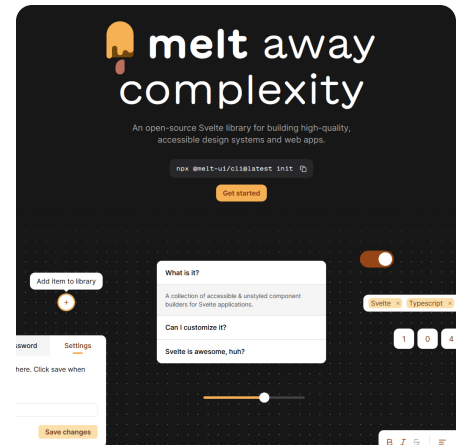 melt away
complexity
An open-source Svelte library for building high-quality,
accessible design systems and web apps.
npx @melt-ui/cli@latest init
Get started
Add item to library
+
What is it?
A collection of accessible & unstyled component
builders for Svelte applications.
Can I customize it?
Svelte is awesome, huh?
Svelte × Typescript ×
1 0 4
ssword Settings
here. Click save when
Save changes
B I S